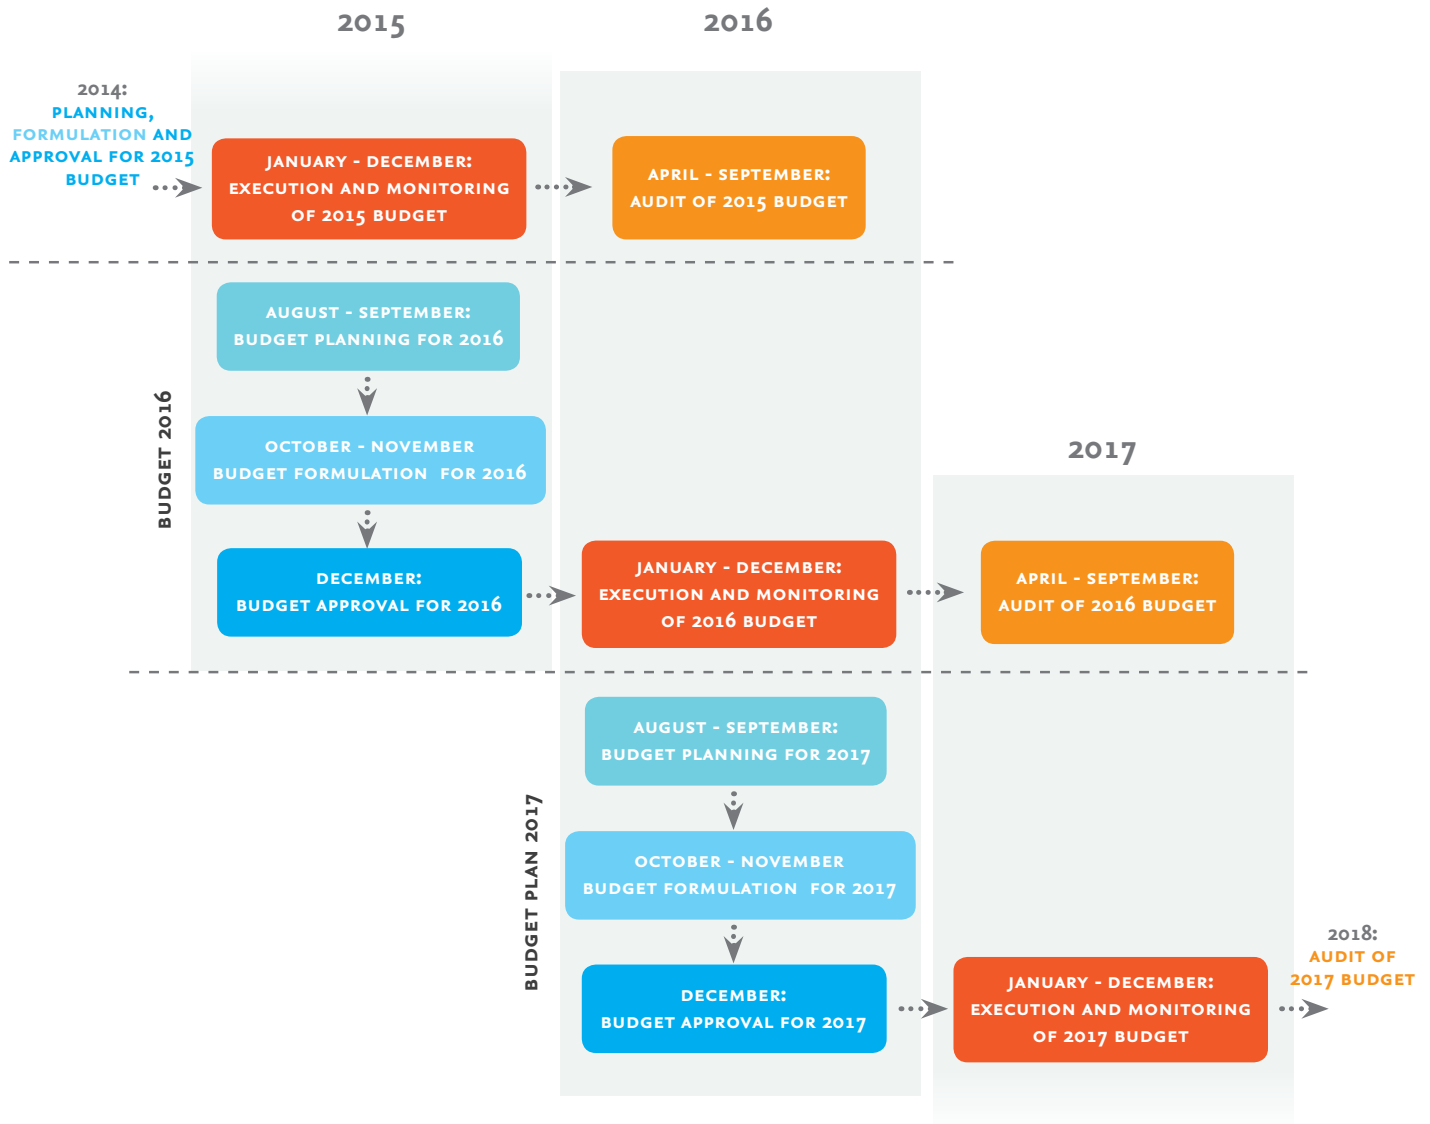 2015
2016
2014:
PLANNING,
FORMULATION AND
APPROVAL FOR 2015
BUDGET
JANUARY - DECEMBER:
EXECUTION AND MONITORING
OF 2015 BUDGET
APRIL - SEPTEMBER:
AUDIT OF 2015 BUDGET
BUDGET 2016
AUGUST - SEPTEMBER:
BUDGET PLANNING FOR 2016
OCTOBER - NOVEMBER
BUDGET FORMULATION FOR 2016
DECEMBER:
BUDGET APPROVAL FOR 2016
JANUARY - DECEMBER:
EXECUTION AND MONITORING
OF 2016 BUDGET
2017
APRIL - SEPTEMBER:
AUDIT OF 2016 BUDGET
BUDGET PLAN 2017
AUGUST - SEPTEMBER:
BUDGET PLANNING FOR 2017
OCTOBER - NOVEMBER
BUDGET FORMULATION FOR 2017
DECEMBER:
BUDGET APPROVAL FOR 2017
JANUARY - DECEMBER:
EXECUTION AND MONITORING
OF 2017 BUDGET
2018:
AUDIT OF
2017 BUDGET